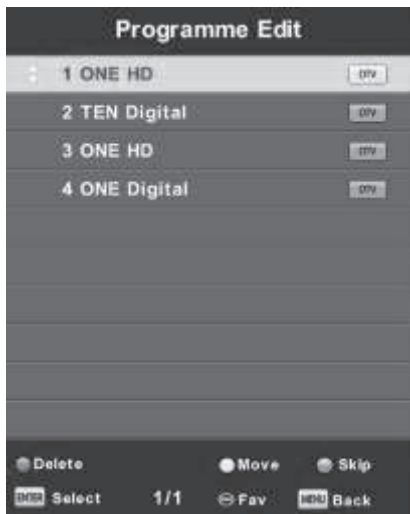 Programme Edit
1 ONE HD DTV
2 TEN Digital DTV
3 ONE HD DTV
4 ONE Digital DTV
Delete Move Skip
ENTER Select 1/1 Fav MENU Back